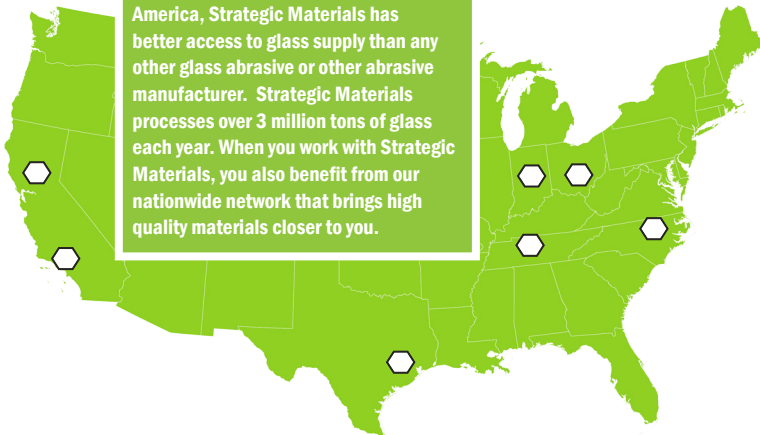 America, Strategic Materials has
better access to glass supply than any
other glass abrasive or other abrasive
manufacturer.  Strategic Materials
processes over 3 million tons of glass
each year. When you work with Strategic
Materials, you also benefit from our
nationwide network that brings high
quality materials closer to you.